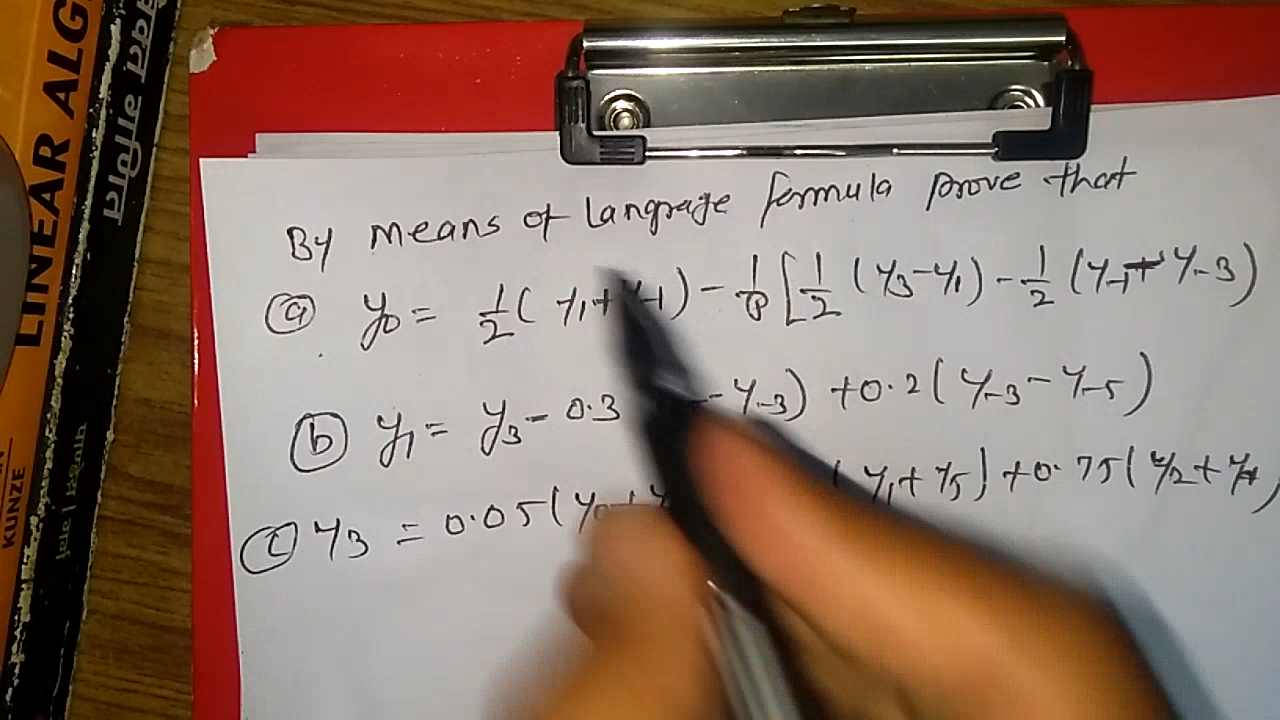 LINEAR ALG
KUNZE
By means of Langrage formula prove that
(a) y₀ = 1/2 ( y₁ + y₋₁) - 1/8 [ 1/2 ( y₃ - y₁) - 1/2 ( y₋₁ + y₋₃ )
(b) y₁ = y₃ - 0.3 - y₋₃) + 0.2 ( y₋₃ - y₋₅ )
(c) y₃ = 0.05 ( y₀ + ( y₁ + y₅ ) + 0.75 ( y₂ + y₄ )